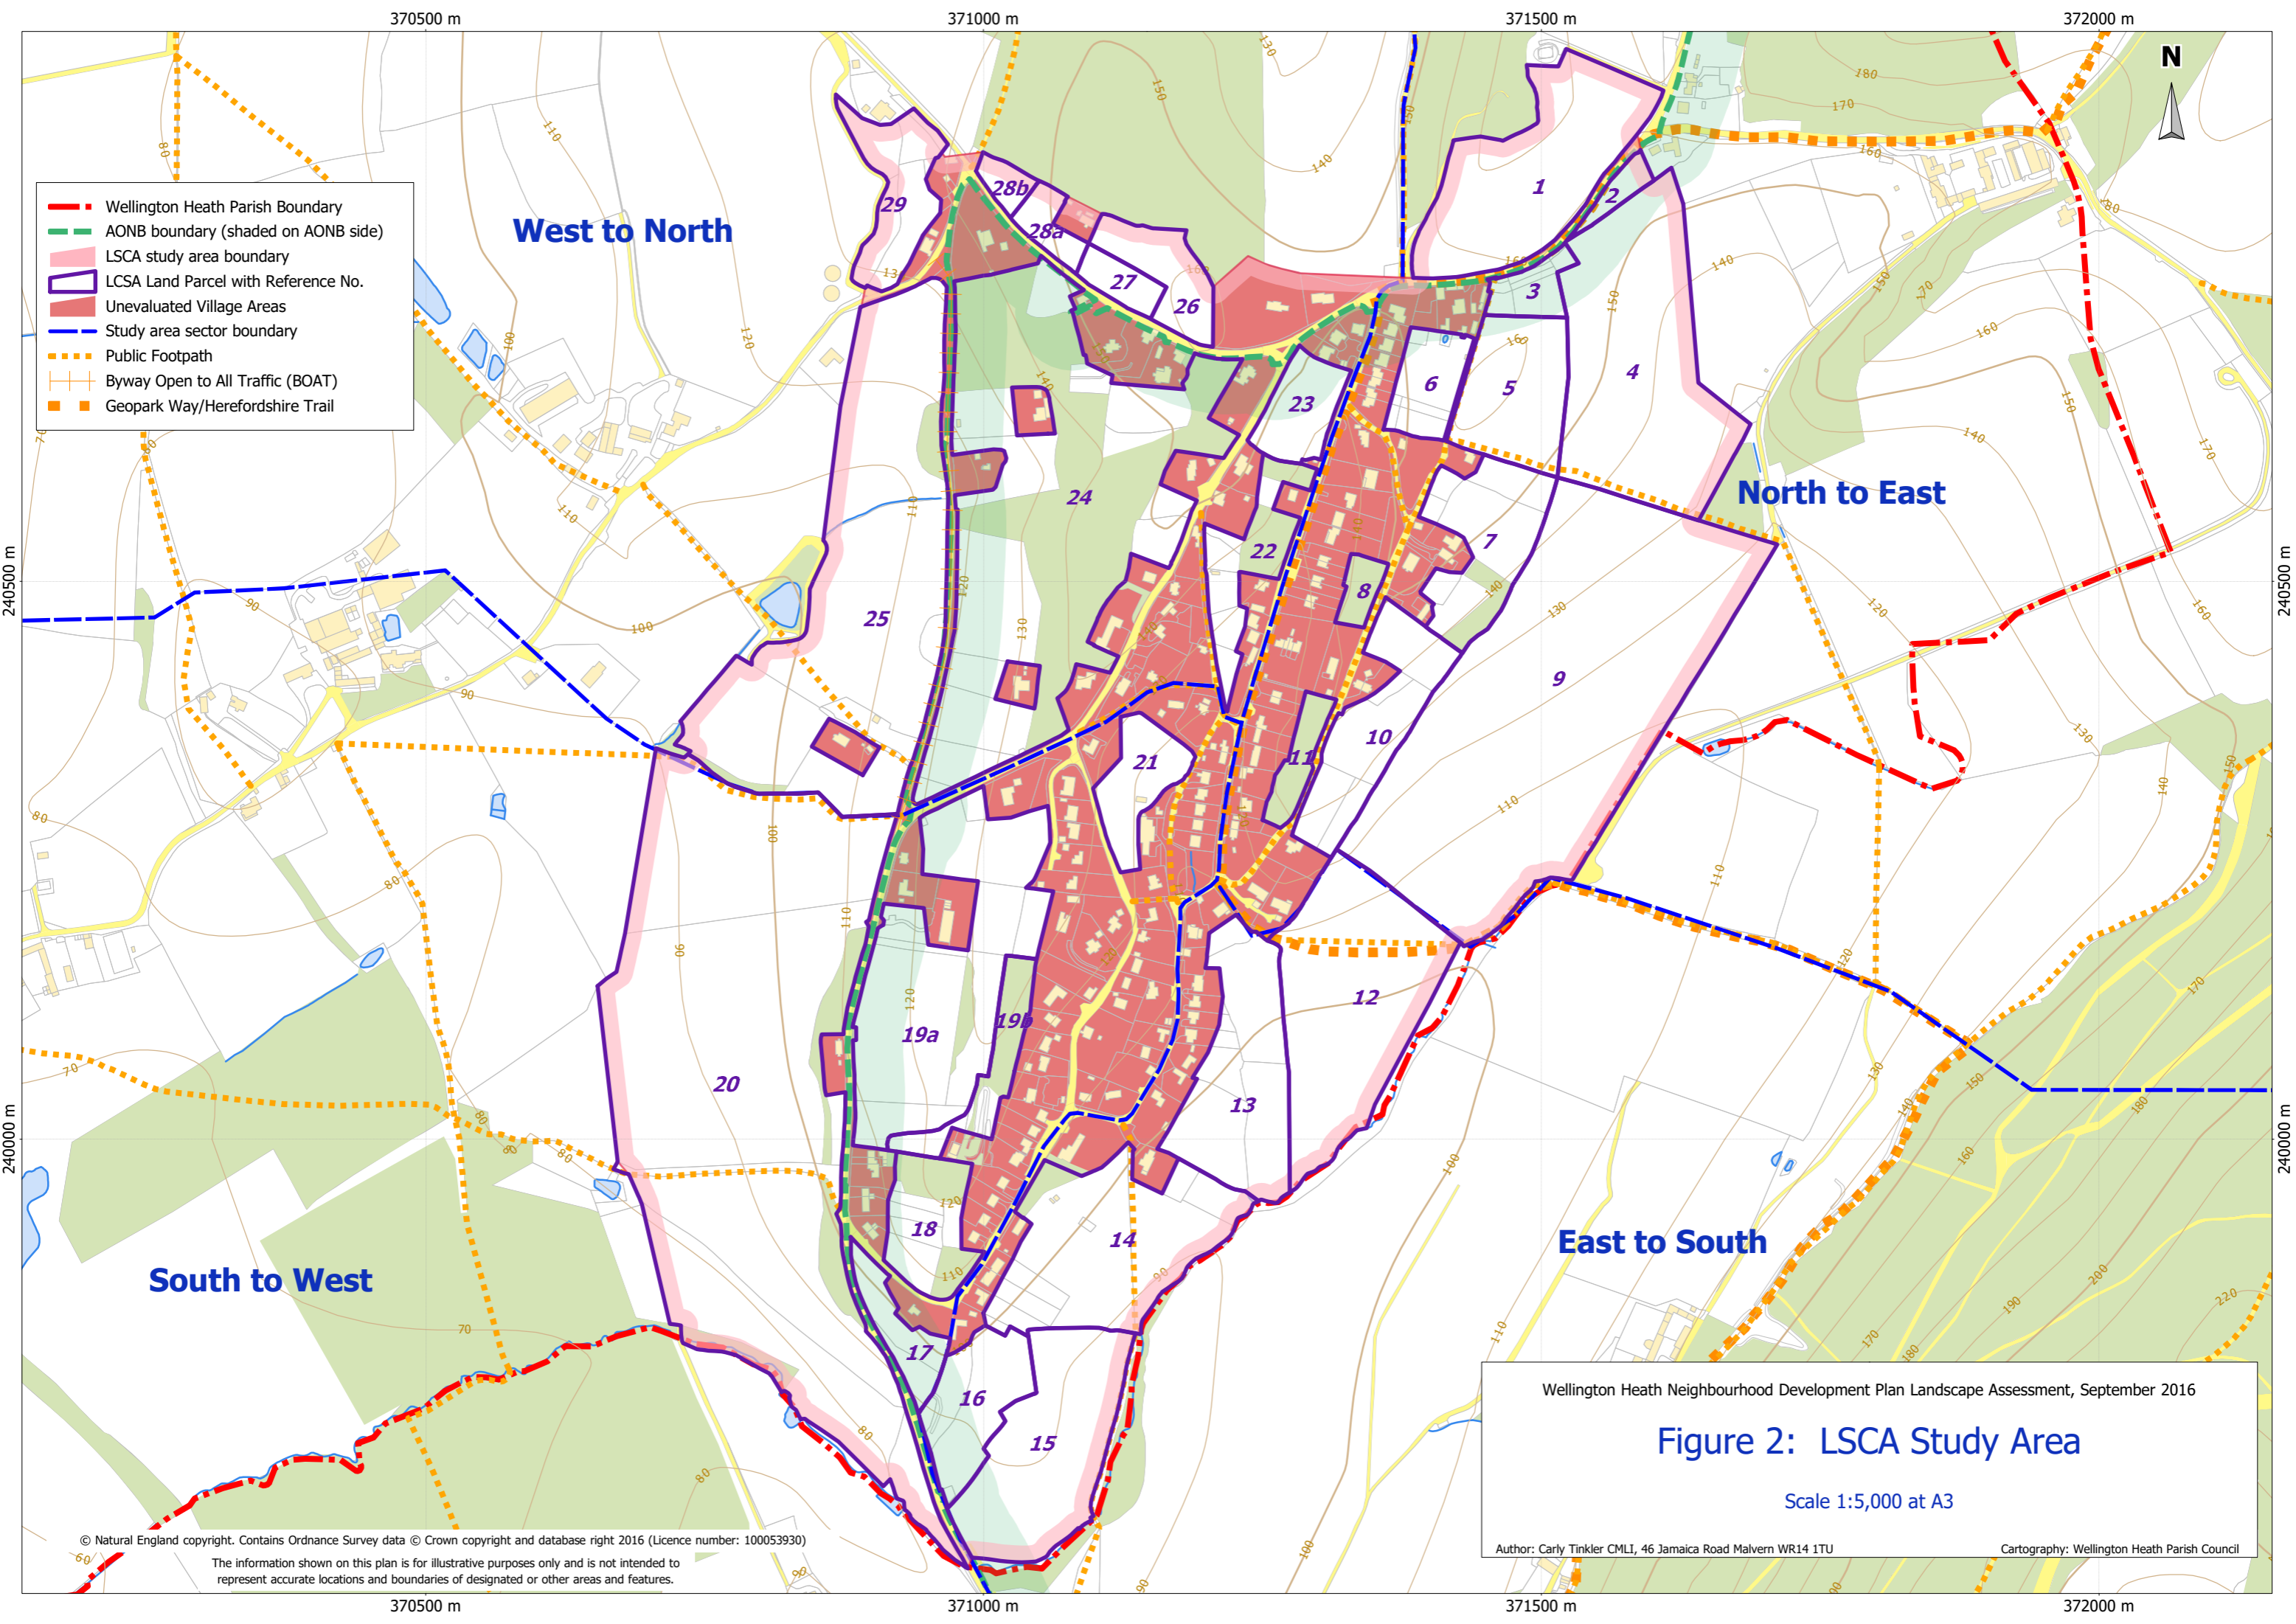 370500 m
371000 m
371500 m
372000 m
N
Wellington Heath Parish Boundary
AONB boundary (shaded on AONB side)
LSCA study area boundary
LCSA Land Parcel with Reference No.
Unevaluated Village Areas
Study area sector boundary
Public Footpath
Byway Open to All Traffic (BOAT)
Geopark Way/Herefordshire Trail
West to North
North to East
South to West
East to South
240500 m
240500 m
240000 m
240000 m
1
2
3
4
5
6
7
8
9
10
11
12
13
14
15
16
17
18
19a
19b
20
21
22
23
24
25
26
27
28a
28b
29
Wellington Heath Neighbourhood Development Plan Landscape Assessment, September 2016
Figure 2: LSCA Study Area
Scale 1:5,000 at A3
Author: Carly Tinkler CMLI, 46 Jamaica Road Malvern WR14 1TU
Cartography: Wellington Heath Parish Council
© Natural England copyright. Contains Ordnance Survey data © Crown copyright and database right 2016 (Licence number: 100053930)
The information shown on this plan is for illustrative purposes only and is not intended to
represent accurate locations and boundaries of designated or other areas and features.
370500 m
371000 m
371500 m
372000 m